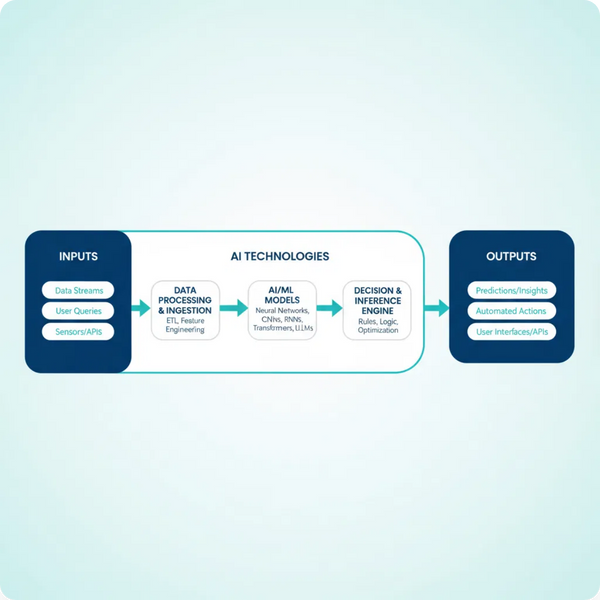 INPUTS
Data Streams
User Queries
Sensors/APIs
AI TECHNOLOGIES
DATA
PROCESSING
& INGESTION
ETL, Feature
Engineering
AI/ML
MODELS
Neural Networks,
CNNs, RNNs,
Transformers, LLMs
DECISION &
INFERENCE
ENGINE
Rules, Logic,
Optimization
OUTPUTS
Predictions/Insights
Automated Actions
User Interfaces/APIs